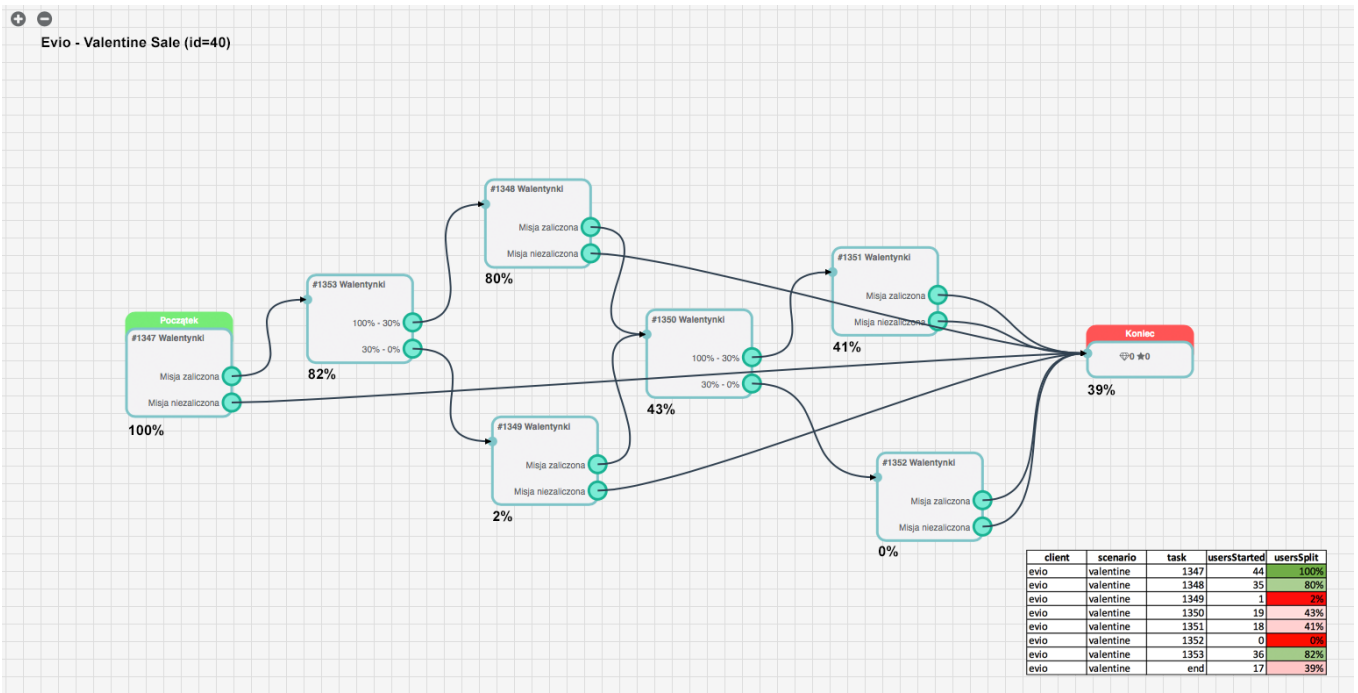 Evio - Valentine Sale (id=40)
Początek
#1347 Walentynki
Misja zaliczona
Misja niezaliczona
100%
#1353 Walentynki
100% - 30%
30% - 0%
82%
#1348 Walentynki
Misja zaliczona
Misja niezaliczona
80%
#1349 Walentynki
Misja zaliczona
Misja niezaliczona
2%
#1350 Walentynki
100% - 30%
30% - 0%
43%
#1351 Walentynki
Misja zaliczona
Misja niezaliczona
41%
#1352 Walentynki
Misja zaliczona
Misja niezaliczona
0%
Koniec
0 ★0
39%
client scenario task usersStarted usersSplit
evio valentine 1347 44 100%
evio valentine 1348 35 80%
evio valentine 1349 1 2%
evio valentine 1350 19 43%
evio valentine 1351 18 41%
evio valentine 1352 0 0%
evio valentine 1353 36 82%
evio valentine end 17 39%